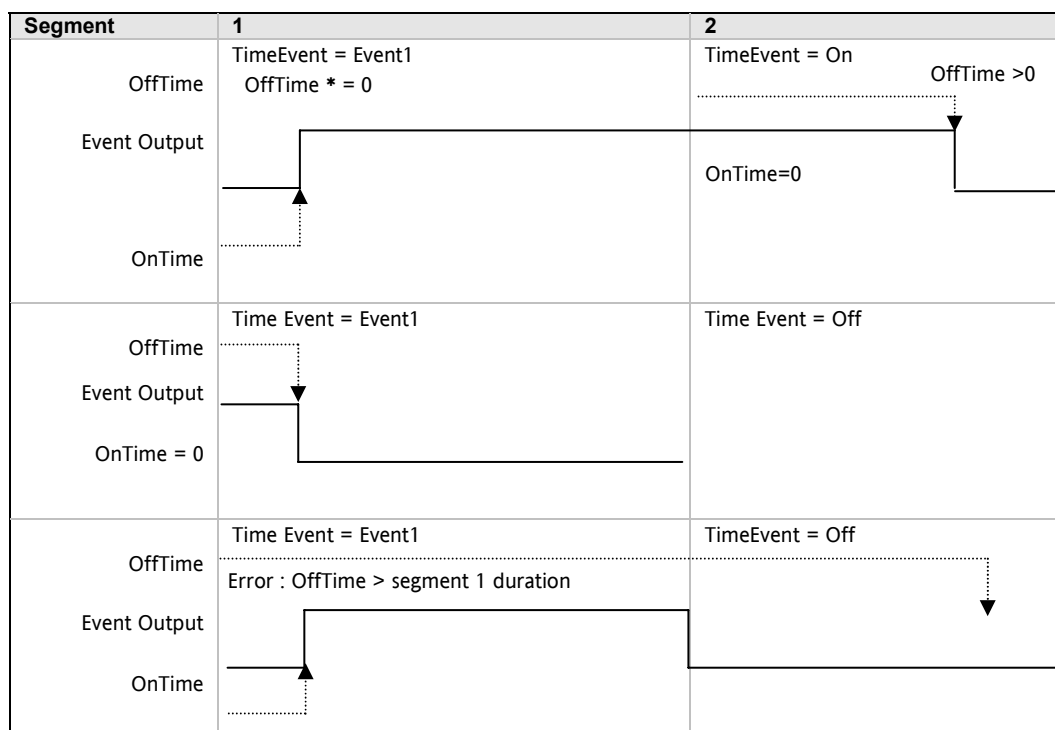 Segment 1 2
TimeEvent = Event1 TimeEvent = On
OffTime OffTime * = 0 OffTime >0
Event Output
OnTime=0
OnTime
Time Event = Event1 Time Event = Off
OffTime
Event Output
OnTime = 0
Time Event = Event1 TimeEvent = Off
OffTime
Error : OffTime > segment 1 duration
Event Output
OnTime